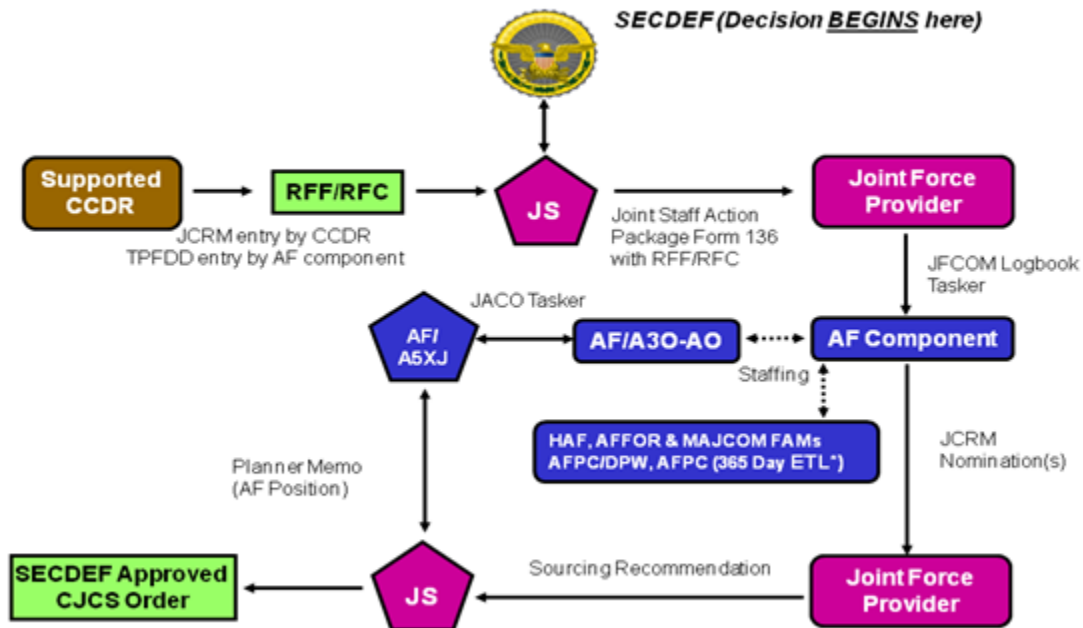 SECDEF (Decision BEGINS here)
Supported
CCDR
RFF/RFC
JS
Joint Force
Provider
JCRM entry by CCDR
TPFDD entry by AF component
Joint Staff Action
Package Form 136
with RFF/RFC
JFCOM Logbook
Tasker
JACO Tasker
AF/
A5XJ
AF/A3O-AO
AF Component
Staffing
HAF, AFFOR & MAJCOM FAMs
AFPC/DPW, AFPC (365 Day ETL*)
JCRM
Nomination(s)
Planner Memo
(AF Position)
SECDEF Approved
CJCS Order
JS
Sourcing Recommendation
Joint Force
Provider